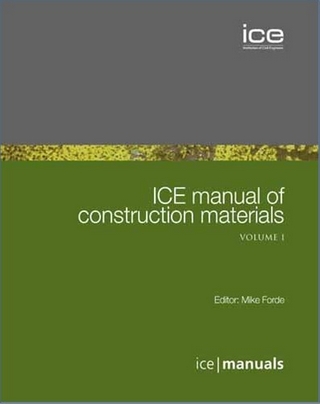 ice
Institution of Civil Engineers
ICE manual of
construction materials
VOLUME I
Editor: Mike Forde
ice|manuals